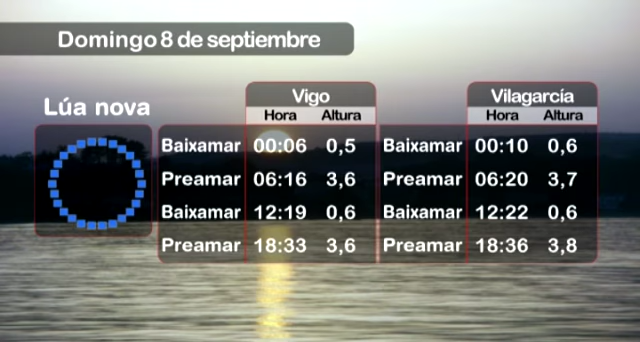 Domingo 8 de septiembre
Lúa nova
Vigo Vilagarcía
Hora Altura Hora Altura
Baixamar 00:06 0,5 Baixamar 00:10 0,6
Preamar 06:16 3,6 Preamar 06:20 3,7
Baixamar 12:19 0,6 Baixamar 12:22 0,6
Preamar 18:33 3,6 Preamar 18:36 3,8